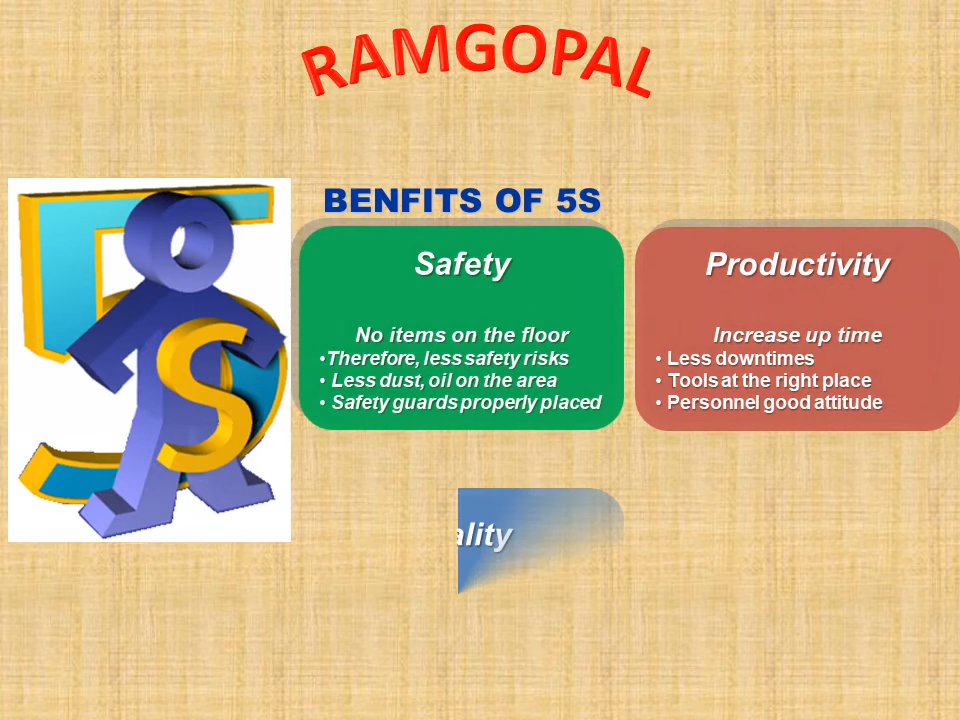 RAMGOPAL
BENFITS OF 5S
Safety
No items on the floor
•Therefore, less safety risks
• Less dust, oil on the area
• Safety guards properly placed
Productivity
Increase up time
• Less downtimes
• Tools at the right place
• Personnel good attitude
5S